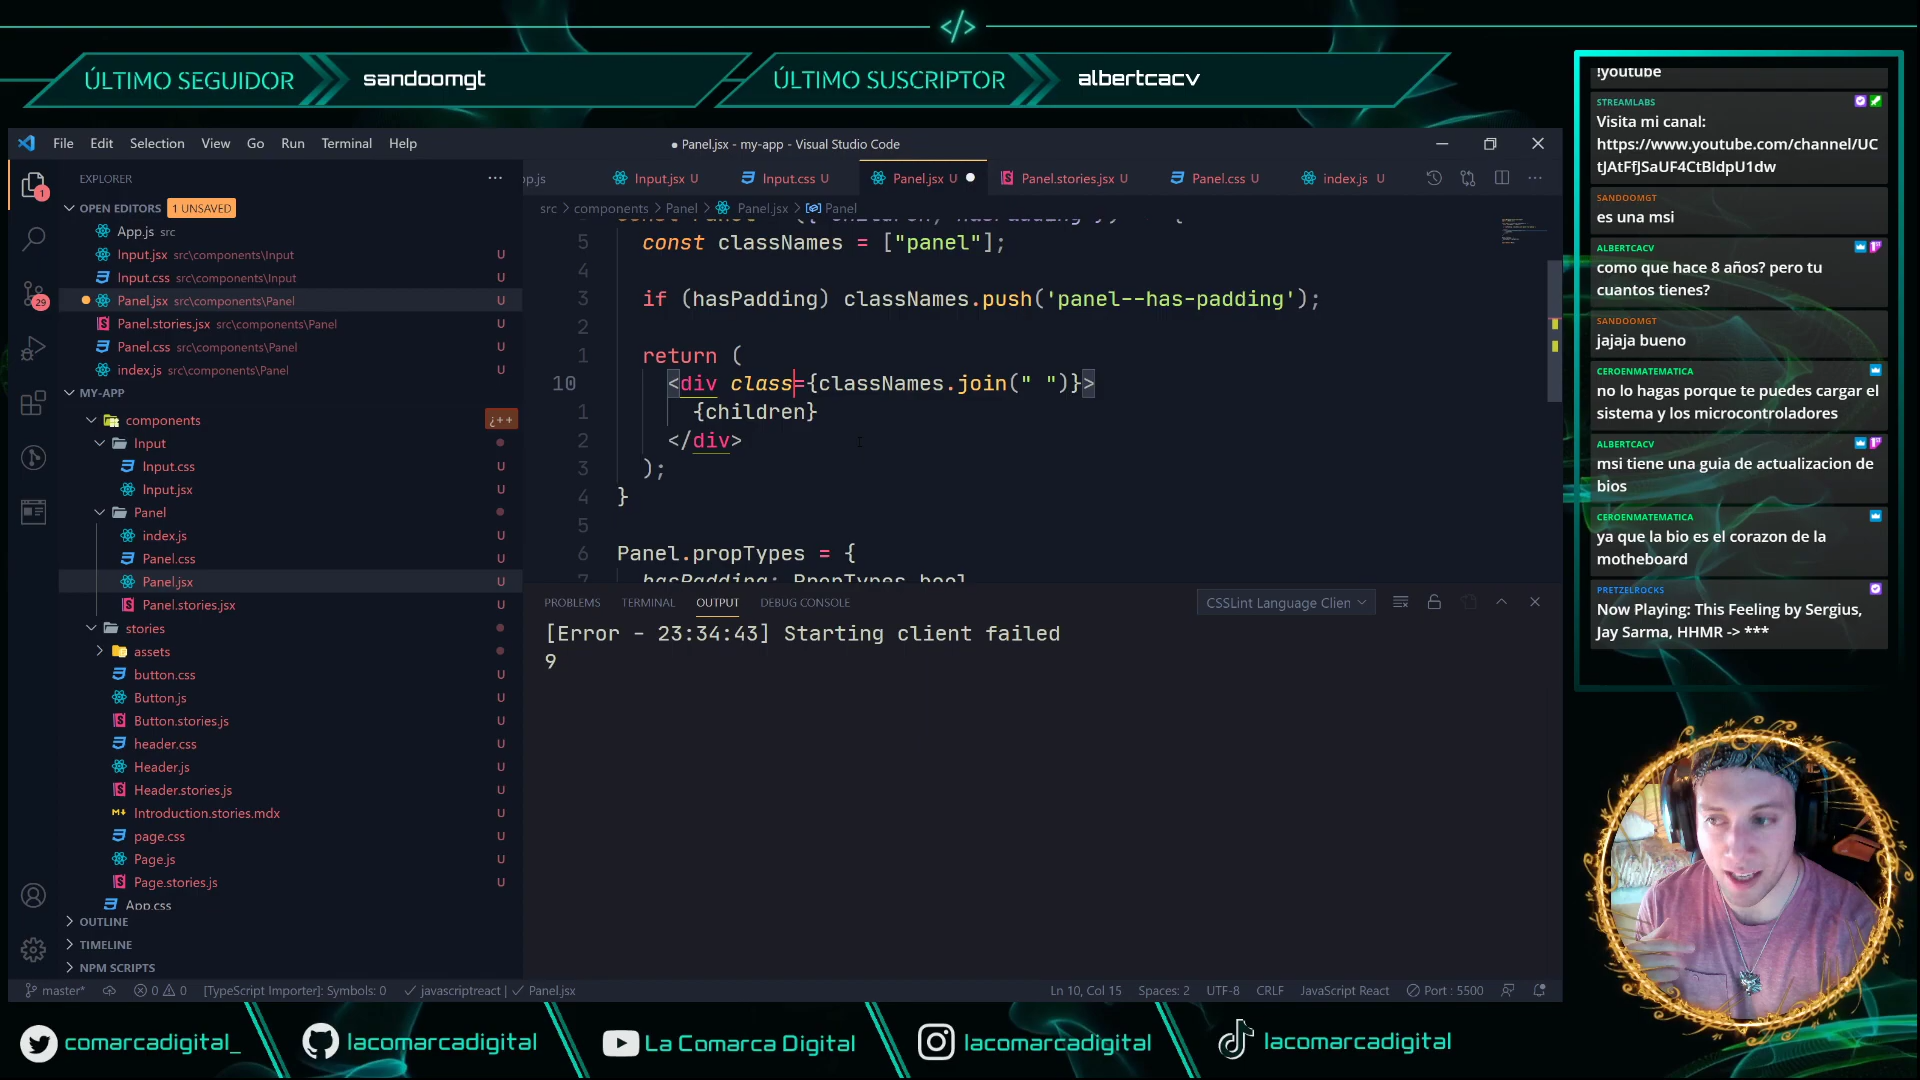 </>
ÚLTIMO SEGUIDOR
sandoomgt
ÚLTIMO SUSCRIPTOR
albertcacv
File Edit Selection View Go Run Terminal Help
● Panel.jsx - my-app - Visual Studio Code
EXPLORER
OPEN EDITORS 1 UNSAVED
App.js src
Input.jsx src\components\Input U
Input.css src\components\Input U
Panel.jsx src\components\Panel U
Panel.stories.jsx src\components\Panel U
Panel.css src\components\Panel U
index.js src\components\Panel U
MY-APP
components ¿++
Input
Input.css U
Input.jsx U
Panel
index.js U
Panel.css U
Panel.jsx U
Panel.stories.jsx U
stories
assets
button.css U
Button.js U
Button.stories.js U
header.css U
Header.js U
Header.stories.js U
Introduction.stories.mdx U
page.css U
Page.js U
Page.stories.js U
App.css
OUTLINE
TIMELINE
NPM SCRIPTS
1
29
pp.js Input.jsx U Input.css U Panel.jsx U Panel.stories.jsx U Panel.css U index.js U
src > components > Panel > Panel.jsx > Panel
5 const classNames = ["panel"];
4
3 if (hasPadding) classNames.push('panel--has-padding');
2
1 return (
10 <div class={classNames.join(" ")}>
1 {children}
2 </div>
3 );
4 }
5
6 Panel.propTypes = {
7 hasPadding: PropTypes.bool
PROBLEMS TERMINAL OUTPUT DEBUG CONSOLE
CSSLint Language Clien
[Error - 23:34:43] Starting client failed
9
master* 0 0 [TypeScript Importer]: Symbols: 0 javascriptreact | Panel.jsx
Ln 10, Col 15 Spaces: 2 UTF-8 CRLF JavaScript React Port : 5500
!youtube
STREAMLABS
Visita mi canal:
https://www.youtube.com/channel/UC
tJAtFfJSaUF4CtBldpU1dw
SANDOOMGT
es una msi
ALBERTCACV
como que hace 8 años? pero tu
cuantos tienes?
SANDOOMGT
jajaja bueno
CEROENMATEMATICA
no lo hagas porque te puedes cargar el
sistema y los microcontroladores
ALBERTCACV
msi tiene una guia de actualizacion de
bios
CEROENMATEMATICA
ya que la bio es el corazon de la
motheboard
PRETZELROCKS
Now Playing: This Feeling by Sergius,
Jay Sarma, HHMR -> ***
comarcadigital_
lacomarcadigital
La Comarca Digital
lacomarcadigital
lacomarcadigital